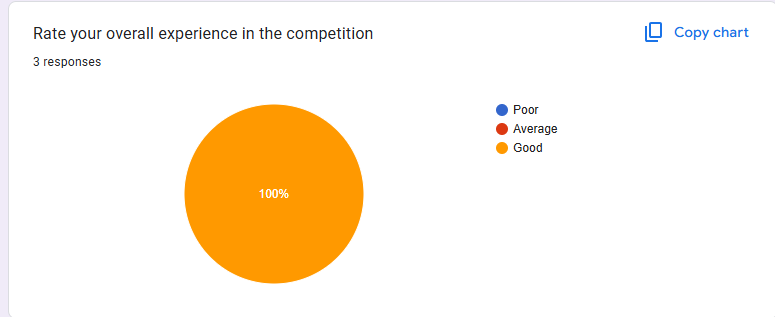 Rate your overall experience in the competition
Copy chart
3 responses
Poor
Average
Good
100%